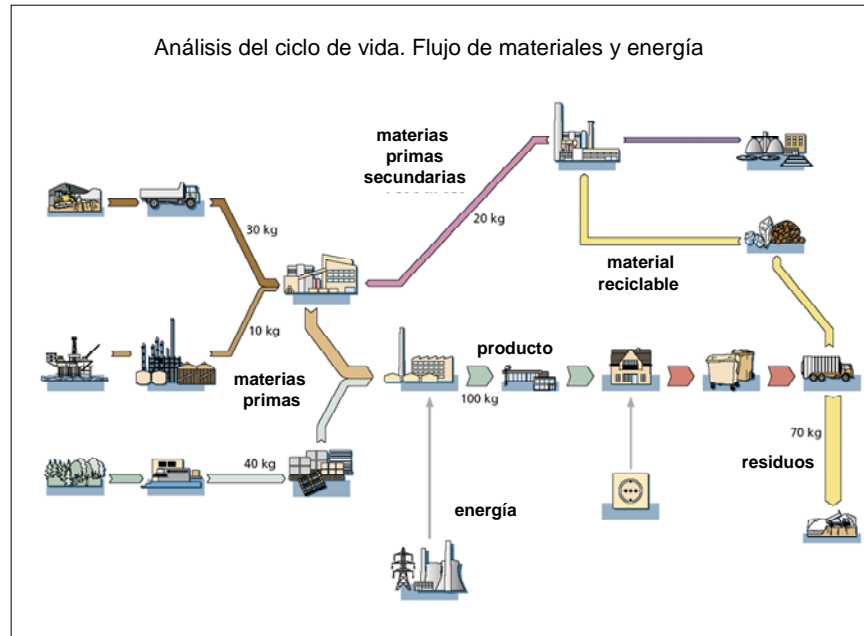 Análisis del ciclo de vida. Flujo de materiales y energía
materias
primas
secundarias
30 kg
20 kg
material
reciclable
10 kg
materias
primas
producto
100 kg
40 kg
70 kg
residuos
energía